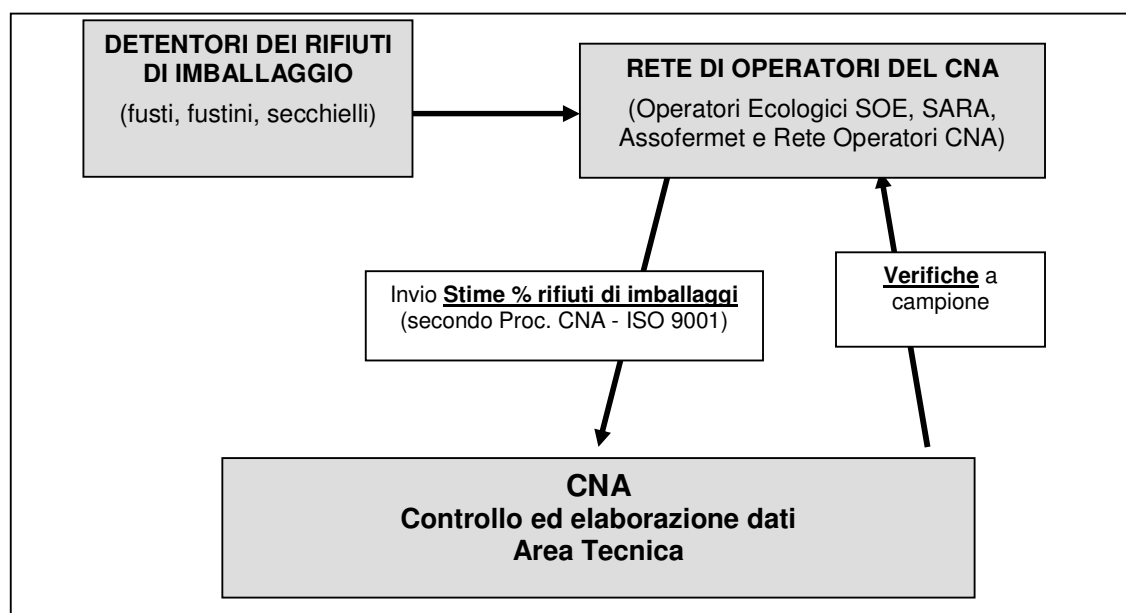 DETENTORI DEI RIFIUTI
DI IMBALLAGGIO
(fusti, fustini, secchielli)
RETE DI OPERATORI DEL CNA
(Operatori Ecologici SOE, SARA,
Assofermet e Rete Operatori CNA)
Invio Stime % rifiuti di imballaggi
(secondo Proc. CNA - ISO 9001)
Verifiche a
campione
CNA
Controllo ed elaborazione dati
Area Tecnica